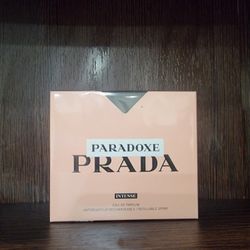 PARADOXE
PRADA
INTENSE
EAU DE PARFUM